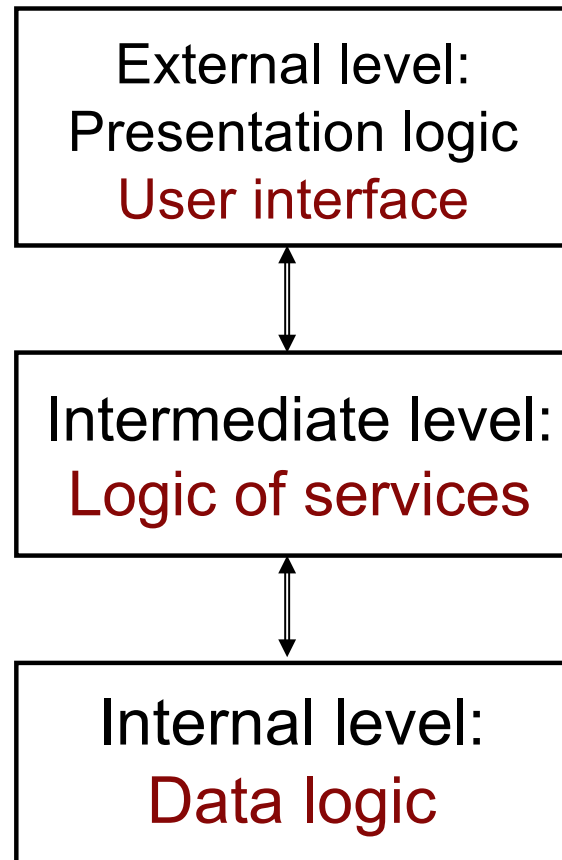 External level:
Presentation logic
User interface
Intermediate level:
Logic of services
Internal level:
Data logic